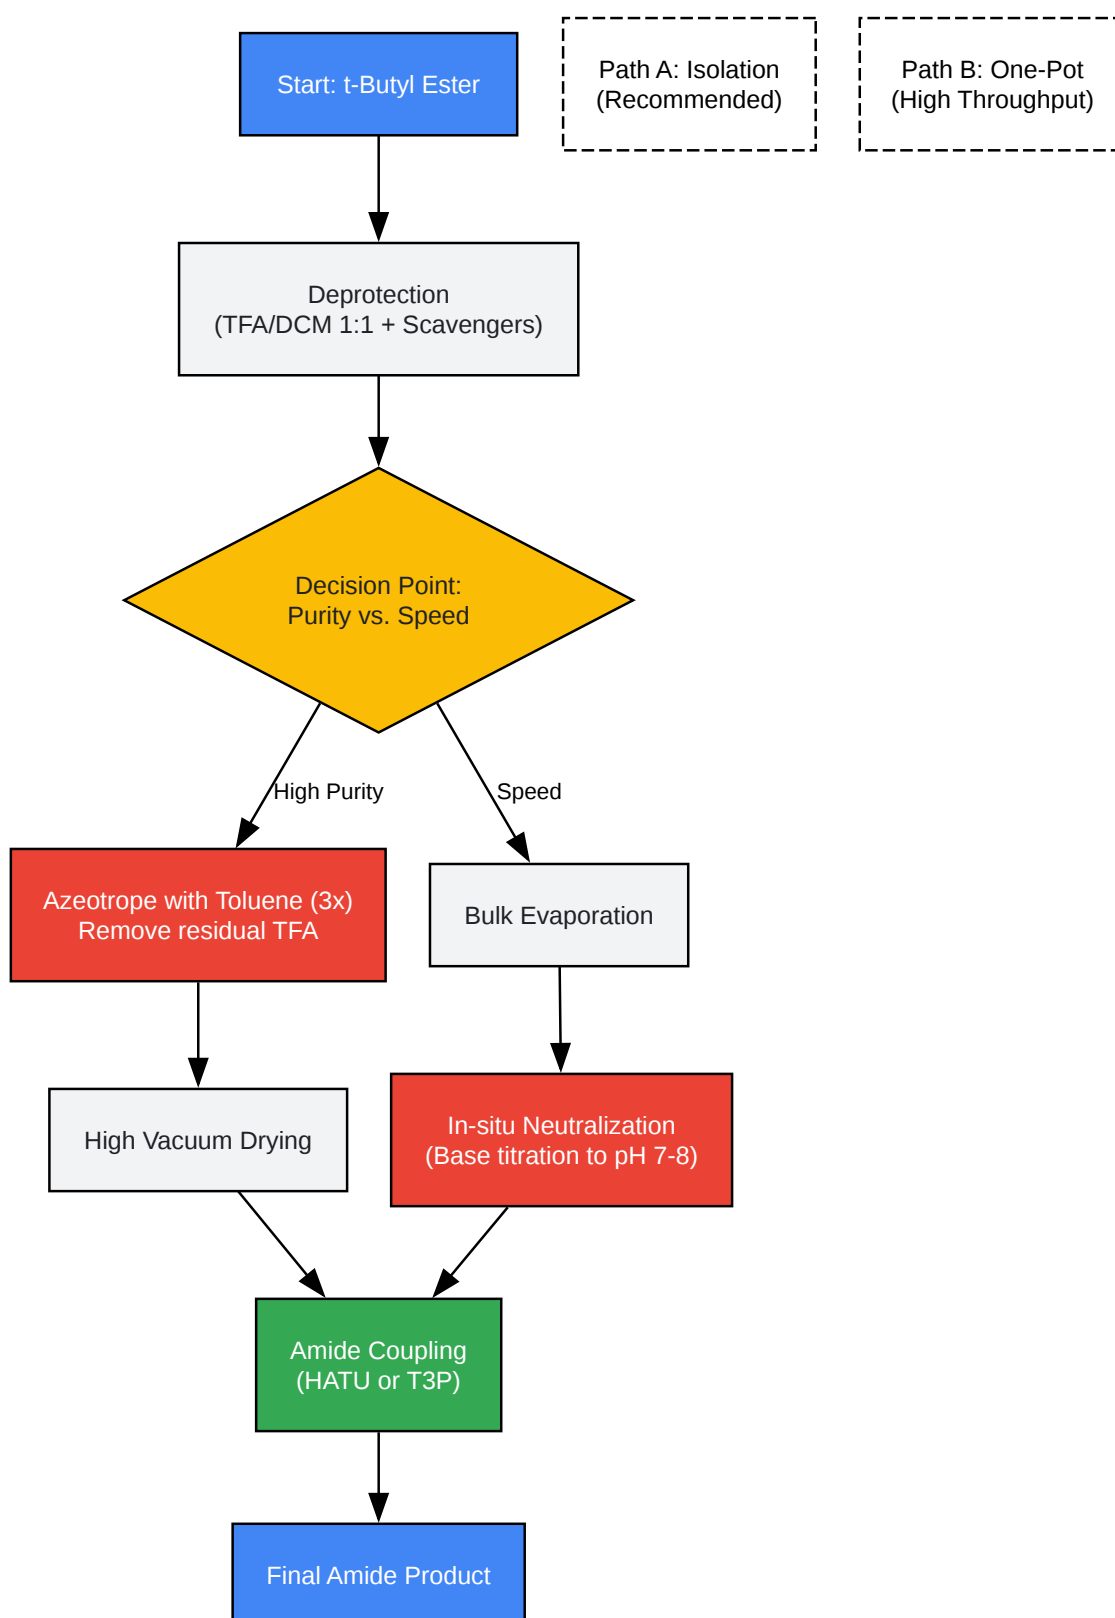 Start: t-Butyl Ester
Path A: Isolation
(Recommended)
Path B: One-Pot
(High Throughput)
Deprotection
(TFA/DCM 1:1 + Scavengers)
Decision Point:
Purity vs. Speed
High Purity
Speed
Azeotrope with Toluene (3x)
Remove residual TFA
Bulk Evaporation
High Vacuum Drying
In-situ Neutralization
(Base titration to pH 7-8)
Amide Coupling
(HATU or T3P)
Final Amide Product